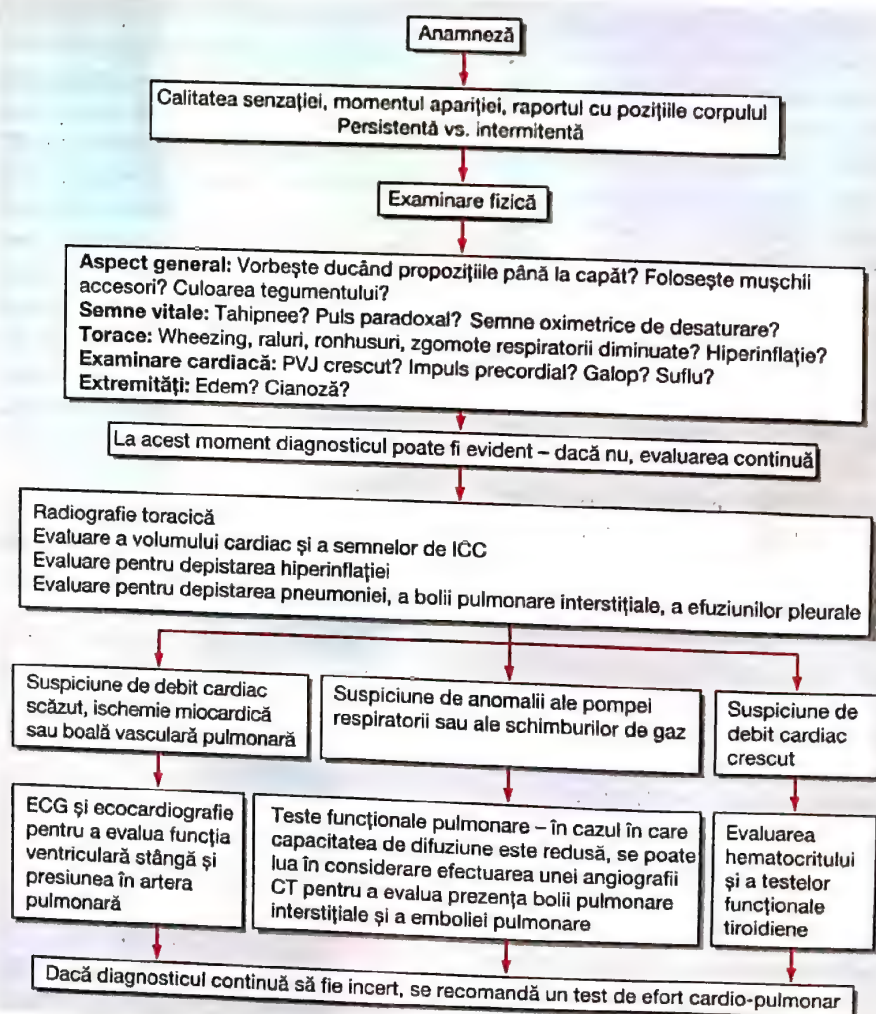 Anamneză
Calitatea senzației, momentul apariției, raportul cu pozițiile corpului
Persistentă vs. intermitentă
Examinare fizică
Aspect general: Vorbește ducând propozițiile până la capăt? Folosește mușchii
accesori? Culoarea tegumentului?
Semne vitale: Tahipnee? Puls paradoxal? Semne oximetrice de desaturare?
Torace: Wheezing, raluri, ronhusuri, zgomote respiratorii diminuate? Hiperinflație?
Examinare cardiacă: PVJ crescut? Impuls precordial? Galop? Suflu?
Extremități: Edem? Cianoză?
La acest moment diagnosticul poate fi evident – dacă nu, evaluarea continuă
Radiografie toracică
Evaluare a volumului cardiac și a semnelor de ICC
Evaluare pentru depistarea hiperinflației
Evaluare pentru depistarea pneumoniei, a bolii pulmonare interstițiale, a efuziunilor pleurale
Suspiciune de debit cardiac
scăzut, ischemie miocardică
sau boală vasculară pulmonară
Suspiciune de anomalii ale pompei
respiratorii sau ale schimburilor de gaz
Suspiciune de
debit cardiac
crescut
ECG și ecocardiografie
pentru a evalua funcția
ventriculară stângă și
presiunea în artera
pulmonară
Teste funcționale pulmonare – în cazul în care
capacitatea de difuziune este redusă, se poate
lua în considerare efectuarea unei angiografii
CT pentru a evalua prezența bolii pulmonare
interstițiale și a emboliei pulmonare
Evaluarea
hematocritului
și a testelor
funcționale
tiroidiene
Dacă diagnosticul continuă să fie incert, se recomandă un test de efort cardio-pulmonar